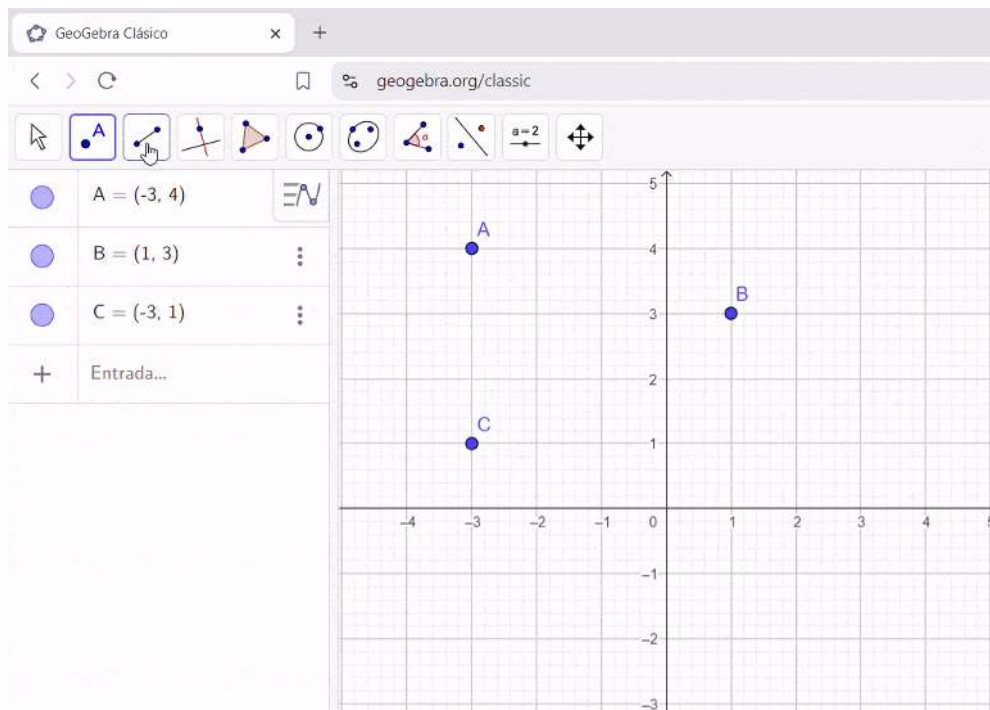 GeoGebra Clásico
geogebra.org/classic
A
α
a=2
A = (-3, 4)
B = (1, 3)
C = (-3, 1)
Entrada...
5
A
4
B
3
2
C
1
–4 –3 –2 –1 0 1 2 3 4 5
–1
–2
–3